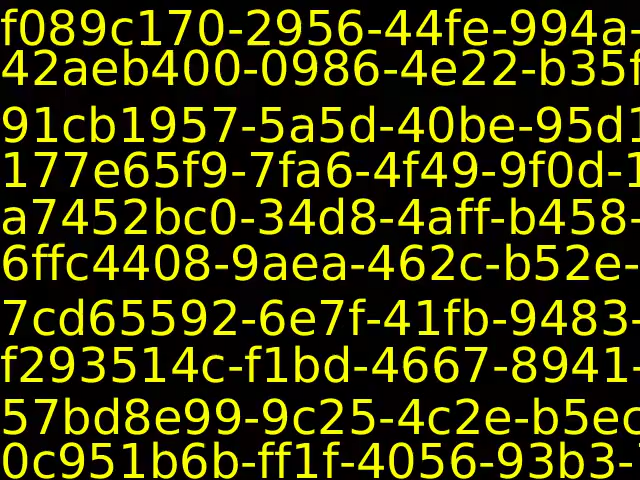 f089c170-2956-44fe-994a-
42aeb400-0986-4e22-b35f
91cb1957-5a5d-40be-95d1
177e65f9-7fa6-4f49-9f0d-1
a7452bc0-34d8-4aff-b458-
6ffc4408-9aea-462c-b52e-
7cd65592-6e7f-41fb-9483-
f293514c-f1bd-4667-8941-
57bd8e99-9c25-4c2e-b5ec
0c951b6b-ff1f-4056-93b3-